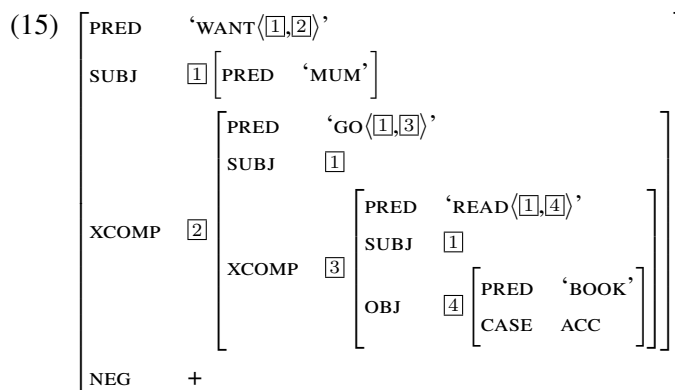 (15) PRED ‘WANT⟨1,2⟩’
SUBJ 1 PRED ‘MUM’
PRED ‘GO⟨1,3⟩’
SUBJ 1
PRED ‘READ⟨1,4⟩’
SUBJ 1
XCOMP 2 XCOMP 3
OBJ 4 PRED ‘BOOK’
CASE ACC
NEG +